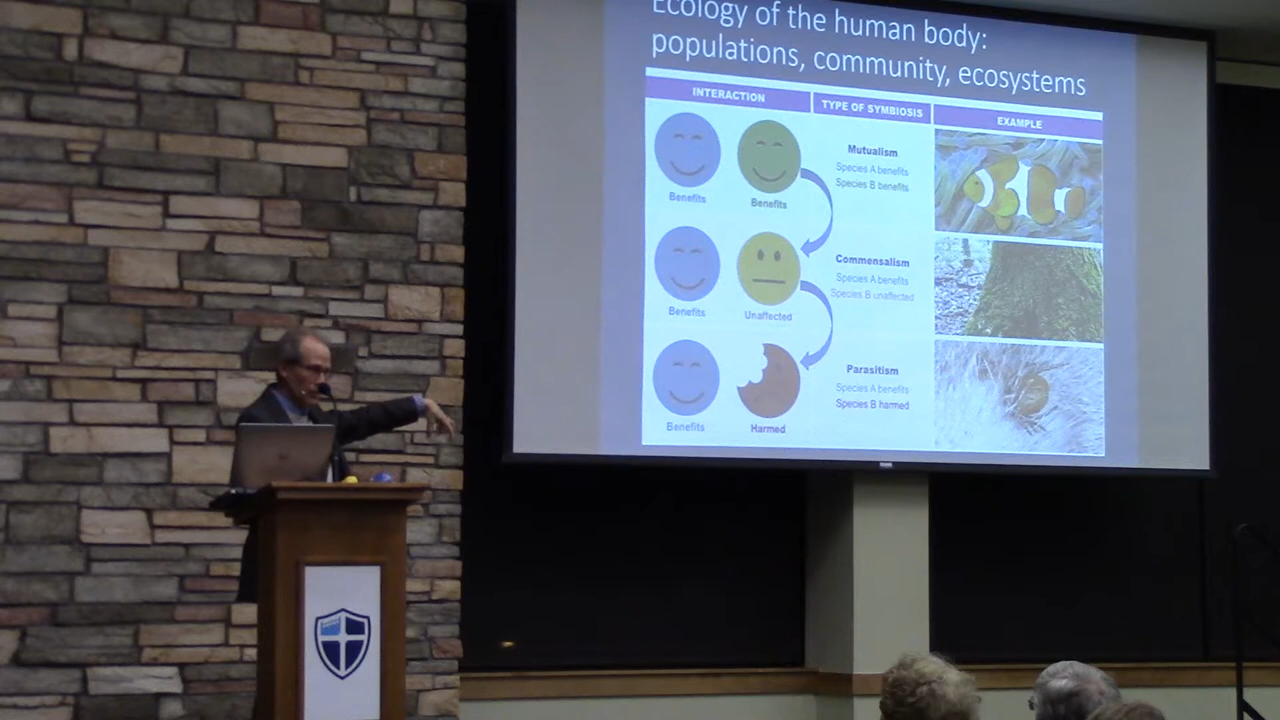 Ecology of the human body:
populations, community, ecosystems
INTERACTION
TYPE OF SYMBIOSIS
EXAMPLE
Benefits
Benefits
Mutualism
Species A benefits
Species B benefits
Benefits
Unaffected
Commensalism
Species A benefits
Species B unaffected
Benefits
Harmed
Parasitism
Species A benefits
Species B harmed